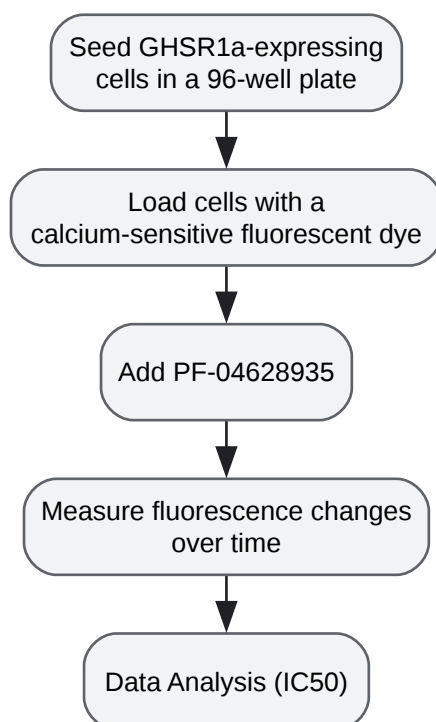 Seed GHSR1a-expressing
cells in a 96-well plate
Load cells with a
calcium-sensitive fluorescent dye
Add PF-04628935
Measure fluorescence changes
over time
Data Analysis (IC50)